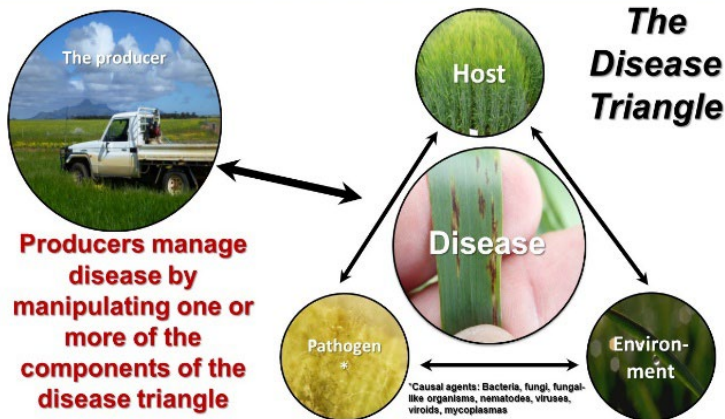 The producer
Producers manage
disease by
manipulating one or
more of the
components of the
disease triangle
The
Disease
Triangle
Host
Disease
Pathogen
*
Environ-
ment
*Causal agents: Bacteria, fungi, fungal-
like organisms, nematodes, viruses,
viroids, mycoplasmas